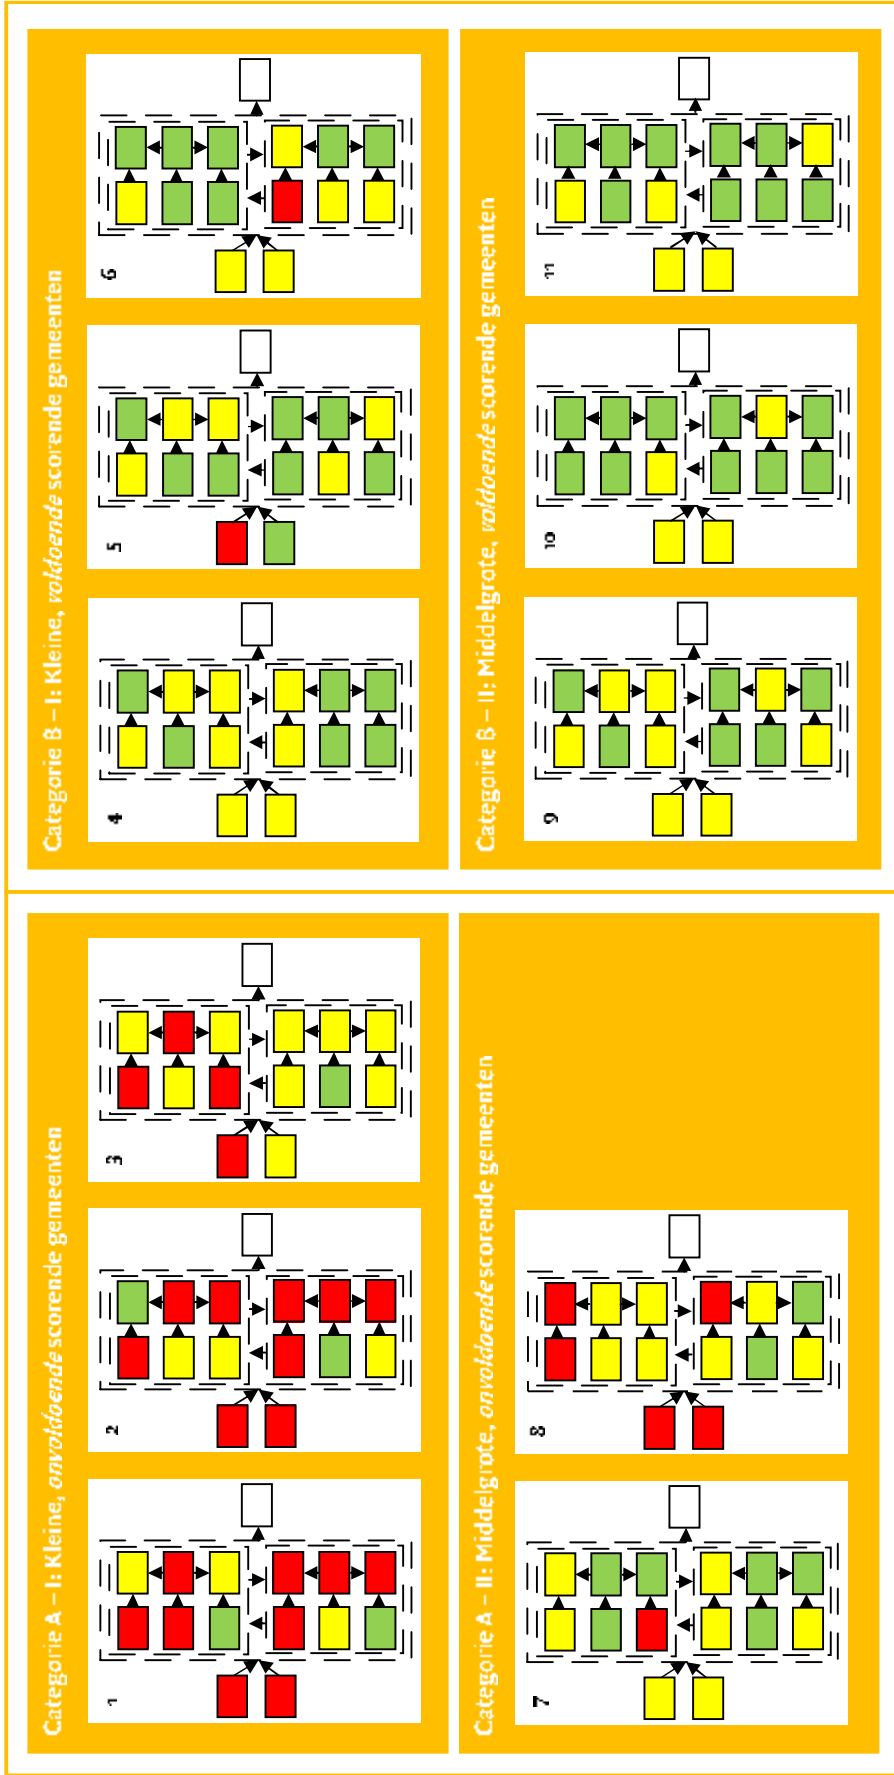 Categorie A – I: Kleine, onvoldoende scorende gemeenten
1
2
3
Categorie B – I: Kleine, voldoende scorende gemeenten
4
5
6
Categorie A – II: Middelgrote, onvoldoende scorende gemeenten
7
8
Categorie B – II: Middelgrote, voldoende scorende gemeenten
9
10
11